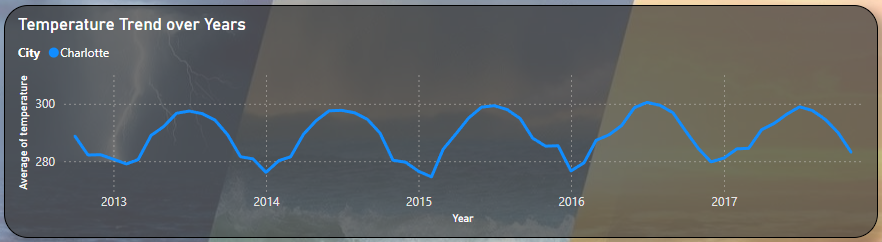 Temperature Trend over Years
City Charlotte
Average of temperature
300
280
2013 2014 2015 2016 2017
Year